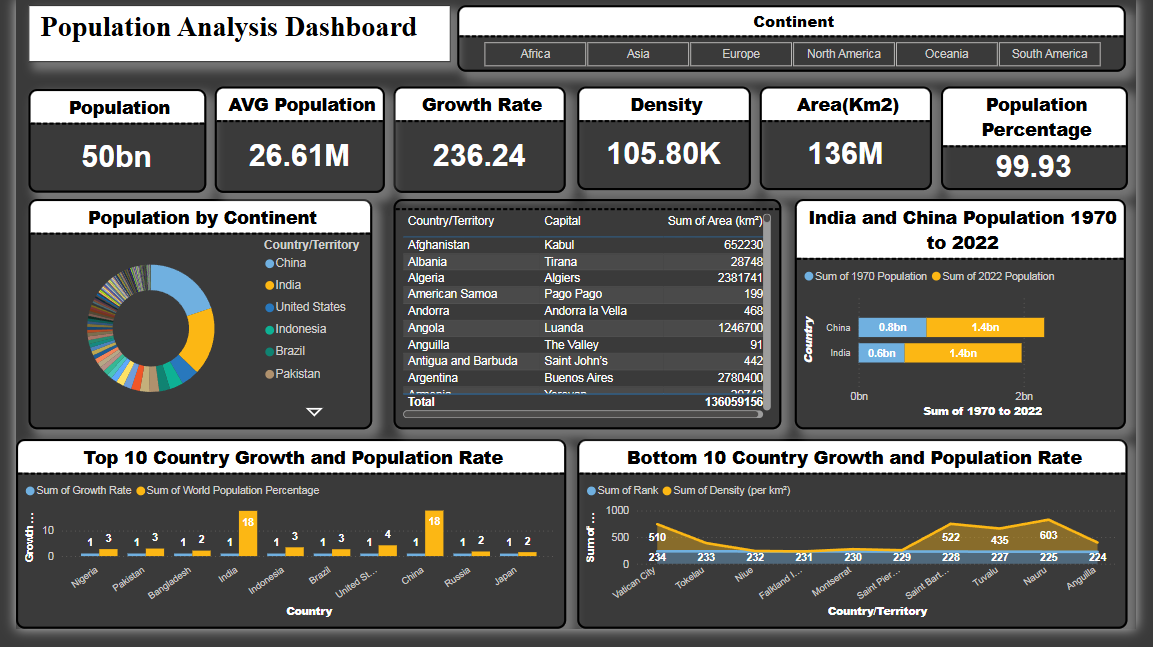 Population Analysis Dashboard
Continent
Africa
Asia
Europe
North America
Oceania
South America
Population
50bn
AVG Population
26.61M
Growth Rate
236.24
Density
105.80K
Area(Km2)
136M
Population
Percentage
99.93
Population by Continent
Country/Territory
China
India
United States
Indonesia
Brazil
Pakistan
Country/Territory Capital Sum of Area (km²)
Afghanistan Kabul 652230
Albania Tirana 28748
Algeria Algiers 2381741
American Samoa Pago Pago 199
Andorra Andorra la Vella 468
Angola Luanda 1246700
Anguilla The Valley 91
Antigua and Barbuda Saint John's 442
Argentina Buenos Aires 2780400
Total 136059156
India and China Population 1970
to 2022
Sum of 1970 Population Sum of 2022 Population
Country
China 0.8bn 1.4bn
India 0.6bn 1.4bn
0bn 2bn
Sum of 1970 to 2022
Top 10 Country Growth and Population Rate
Sum of Growth Rate Sum of World Population Percentage
Growth ...
10
0
1 3 1 3 1 2 1 18 1 3 1 3 1 4 1 18 1 2 1 2
Nigeria Pakistan Bangladesh India Indonesia Brazil United St... China Russia Japan
Country
Bottom 10 Country Growth and Population Rate
Sum of Rank Sum of Density (per km²)
Sum of ...
1000
500
0
510 522 435 603
234 233 232 231 230 229 228 227 225 224
Vatican City Tokelau Niue Falkland I... Montserrat Saint Pier... Saint Bart... Tuvalu Nauru Anguilla
Country/Territory